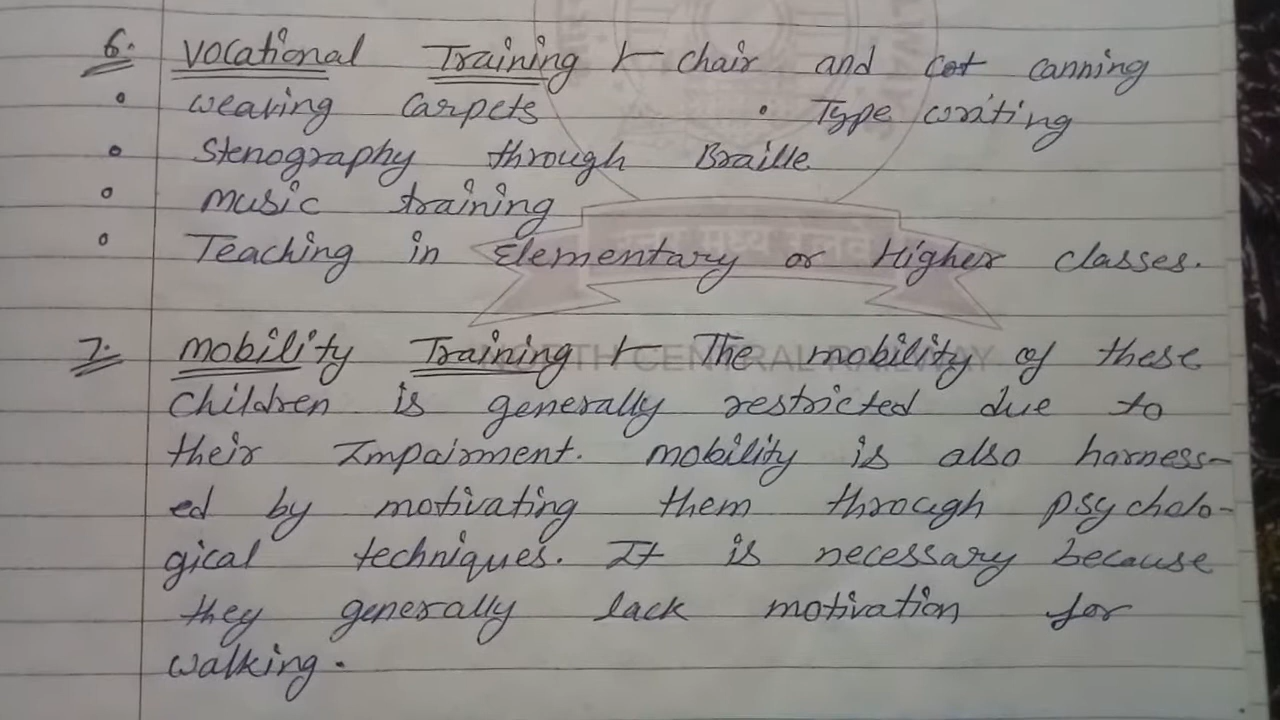 6. Vocational Training :- chair and cot canning
• weaving carpets • Type writing
• Stenography through Braille
• music training
• Teaching in Elementary or Higher classes.
NORTH CENTRAL RAILWAY
7. Mobility Training :- The mobility of these
children is generally restricted due to
their Impairment. mobility is also harness-
ed by motivating them through psycholo-
gical techniques. It is necessary because
they generally lack motivation for
walking.